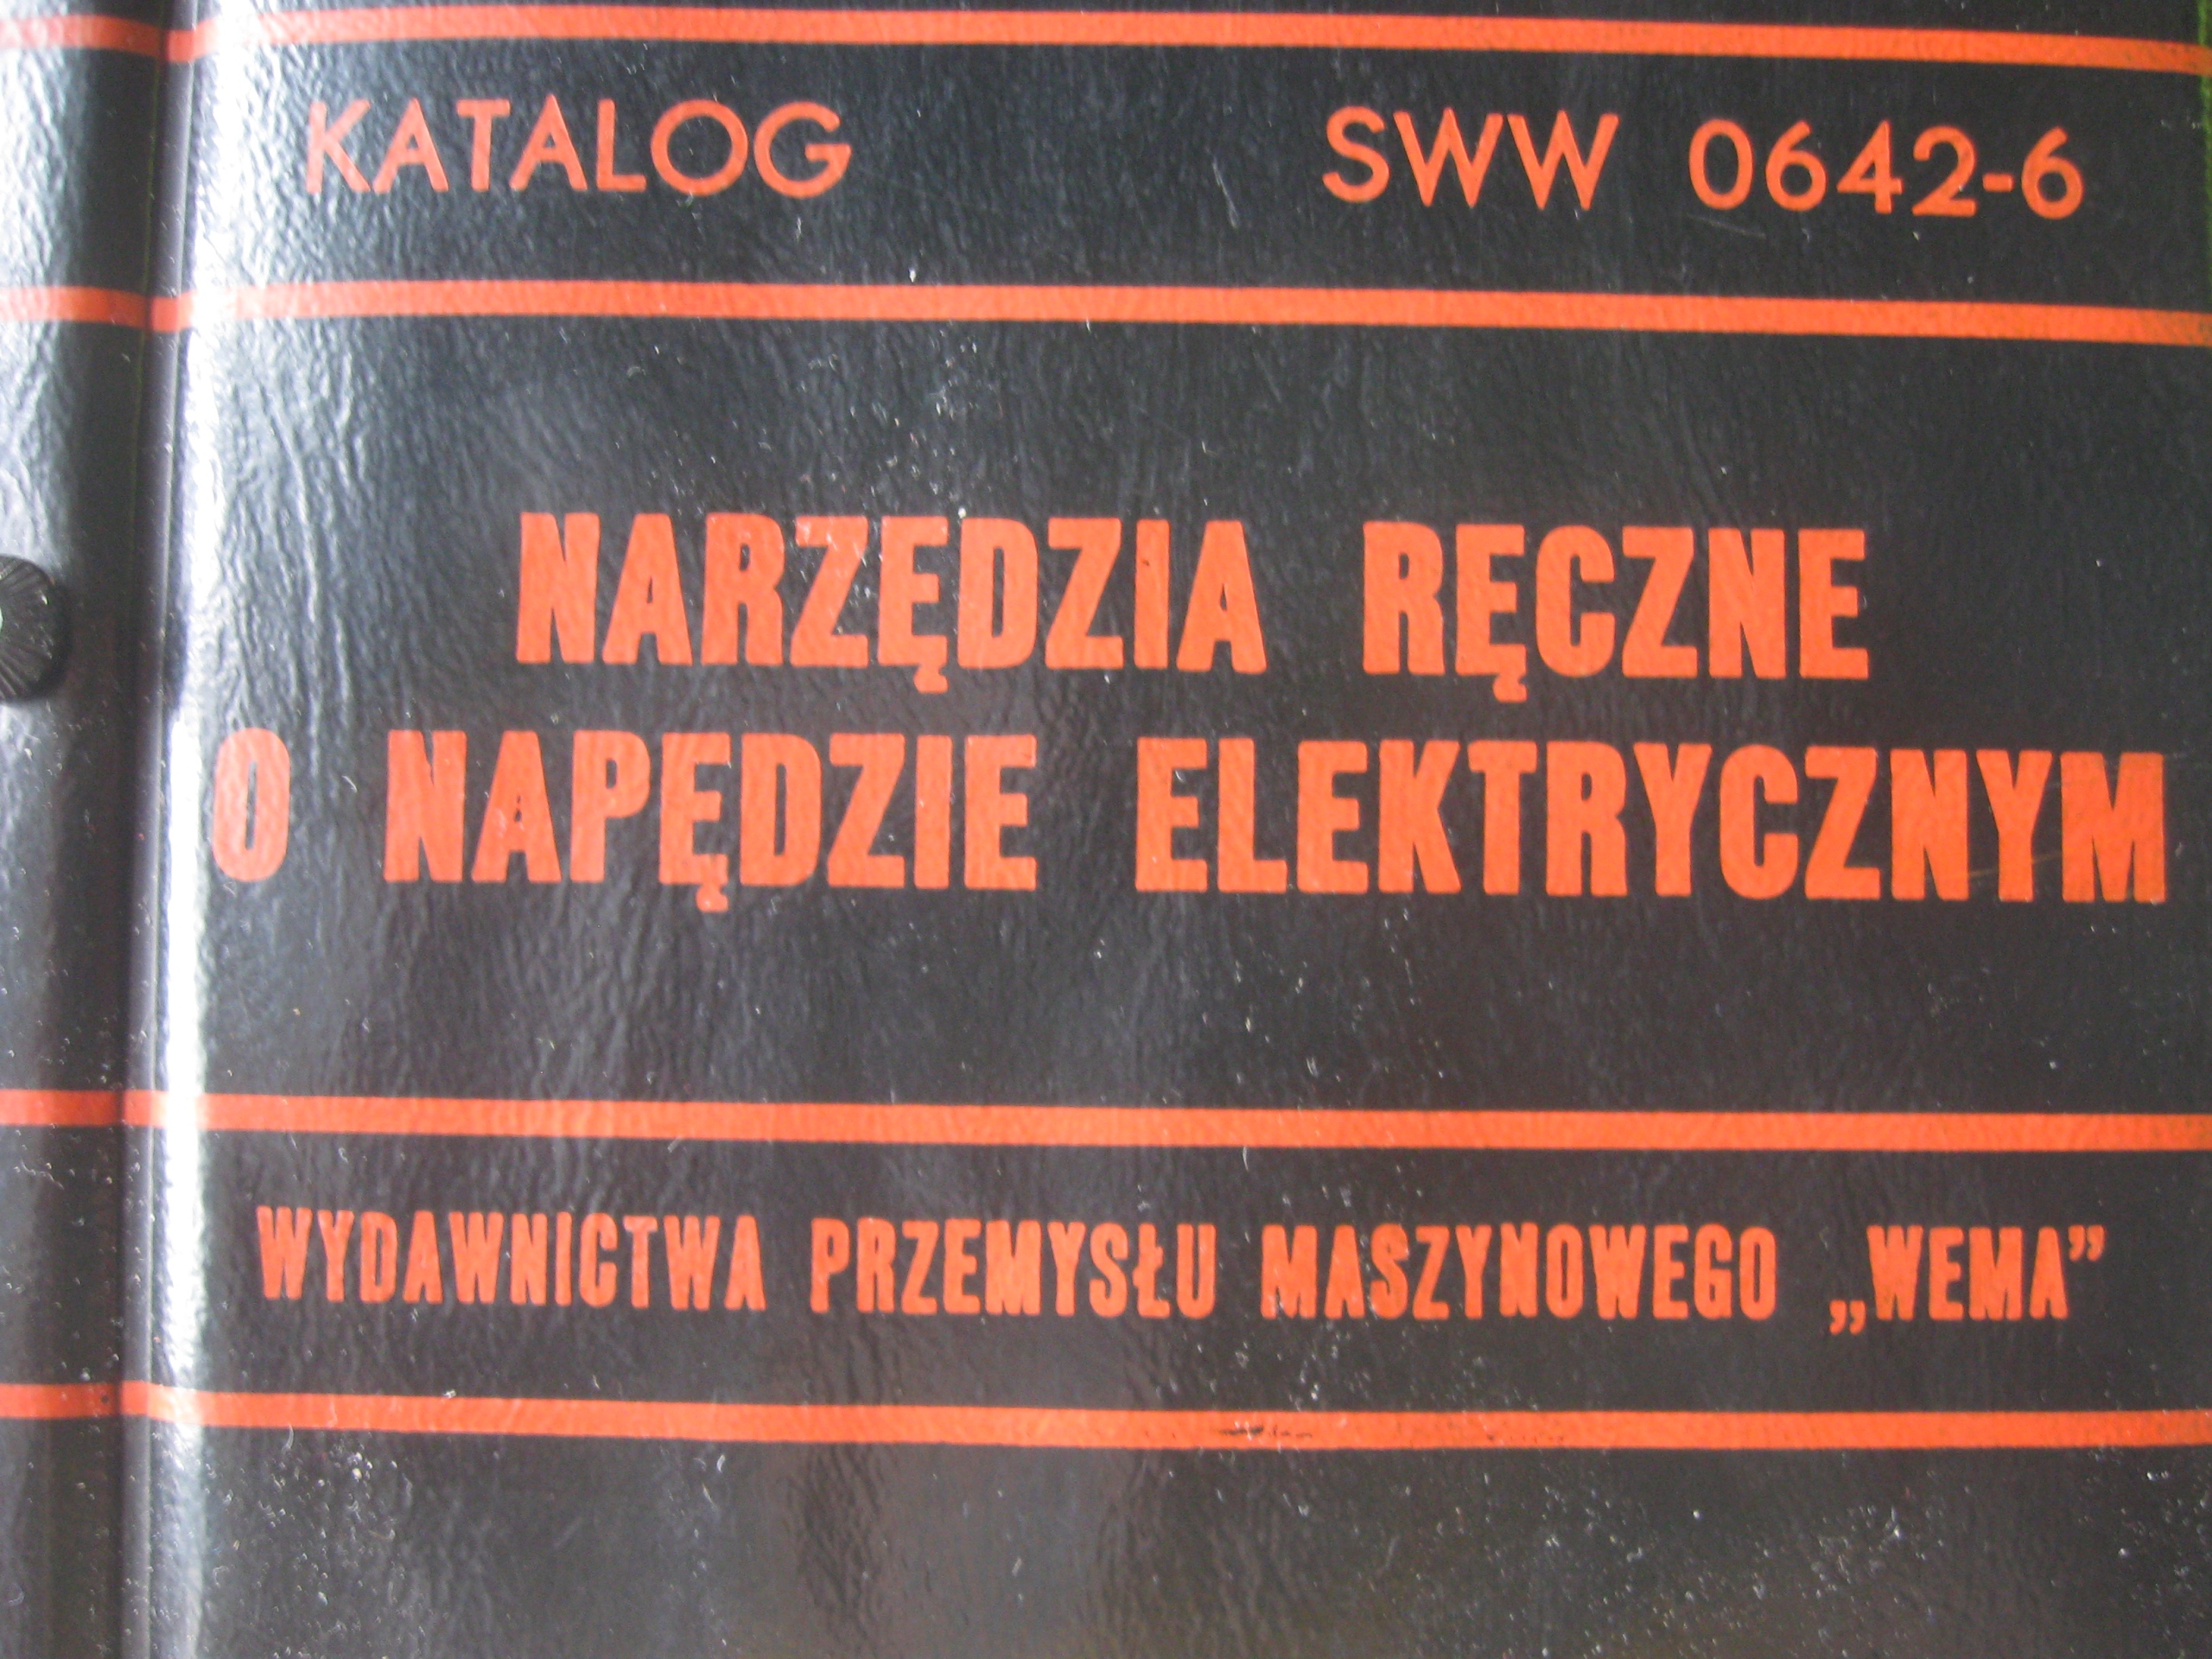 KATALOG SWW 0642-6
NARZĘDZIA RĘCZNE
O NAPĘDZIE ELEKTRYCZNYM
WYDAWNICTWA PRZEMYSŁU MASZYNOWEGO „WEMA”